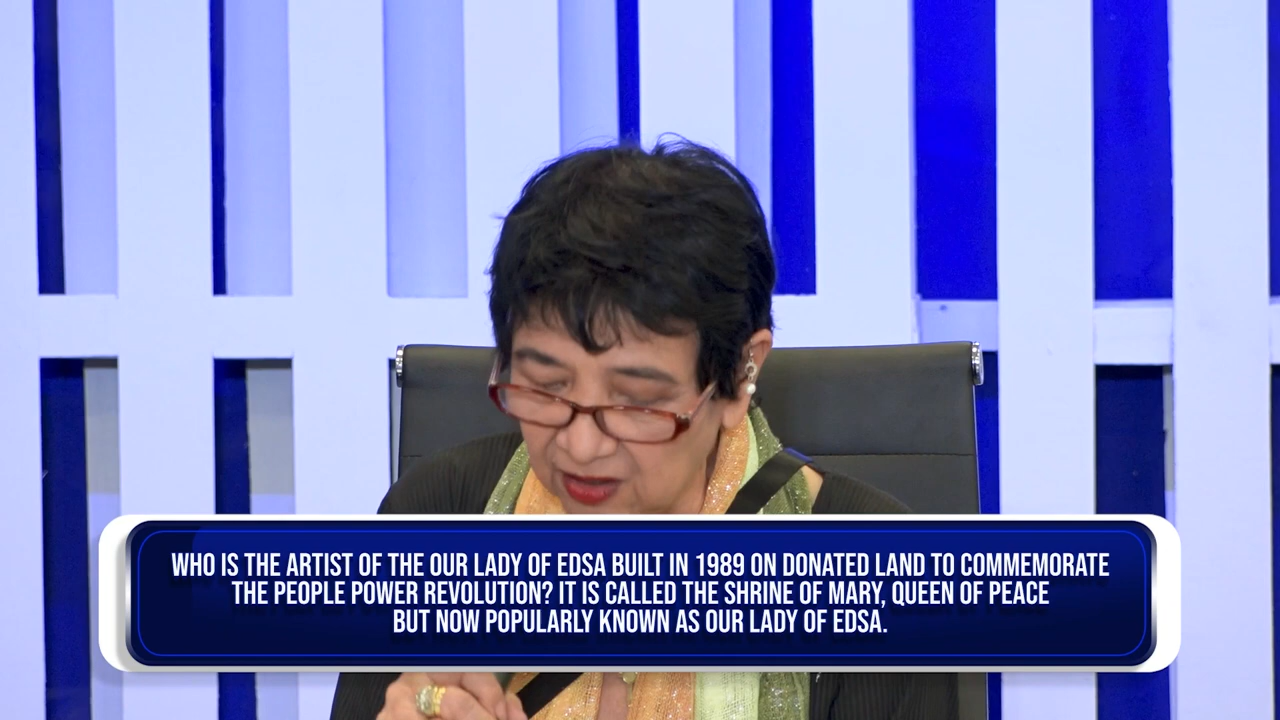 WHO IS THE ARTIST OF THE OUR LADY OF EDSA BUILT IN 1989 ON DONATED LAND TO COMMEMORATE
THE PEOPLE POWER REVOLUTION? IT IS CALLED THE SHRINE OF MARY, QUEEN OF PEACE
BUT NOW POPULARLY KNOWN AS OUR LADY OF EDSA.